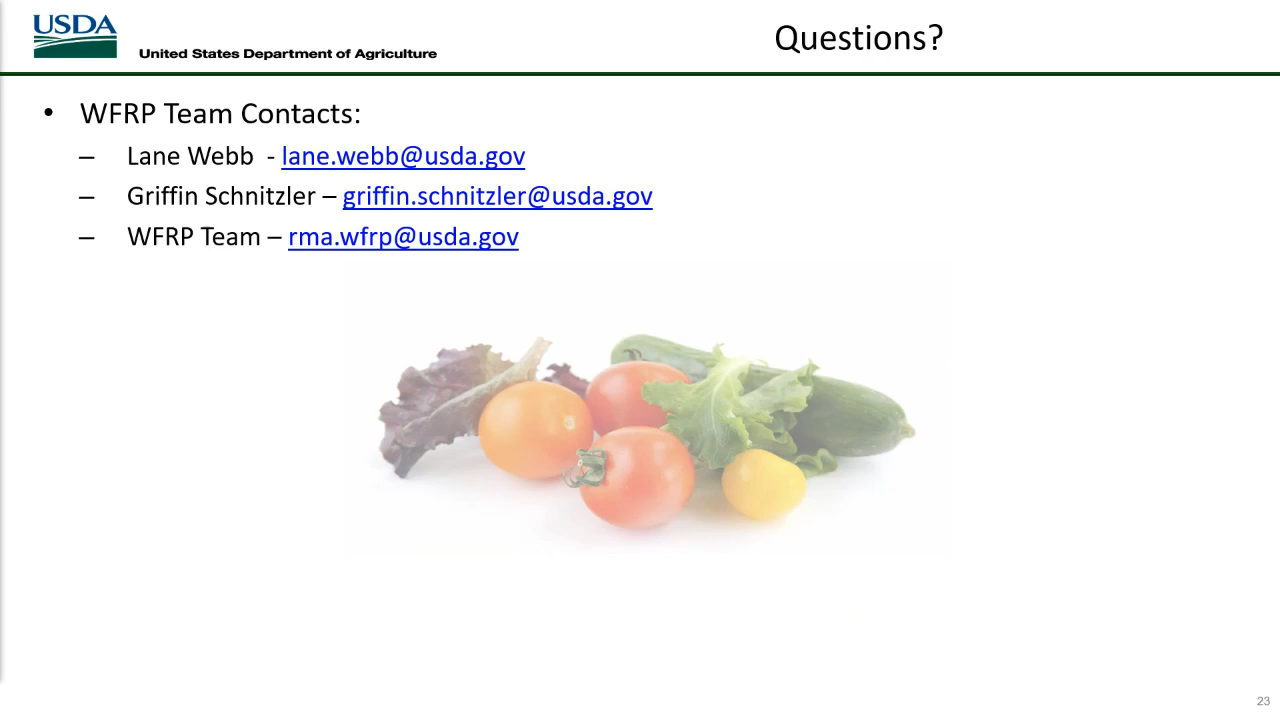 USDA
United States Department of Agriculture
Questions?
• WFRP Team Contacts:
– Lane Webb - lane.webb@usda.gov
– Griffin Schnitzler – griffin.schnitzler@usda.gov
– WFRP Team – rma.wfrp@usda.gov
23